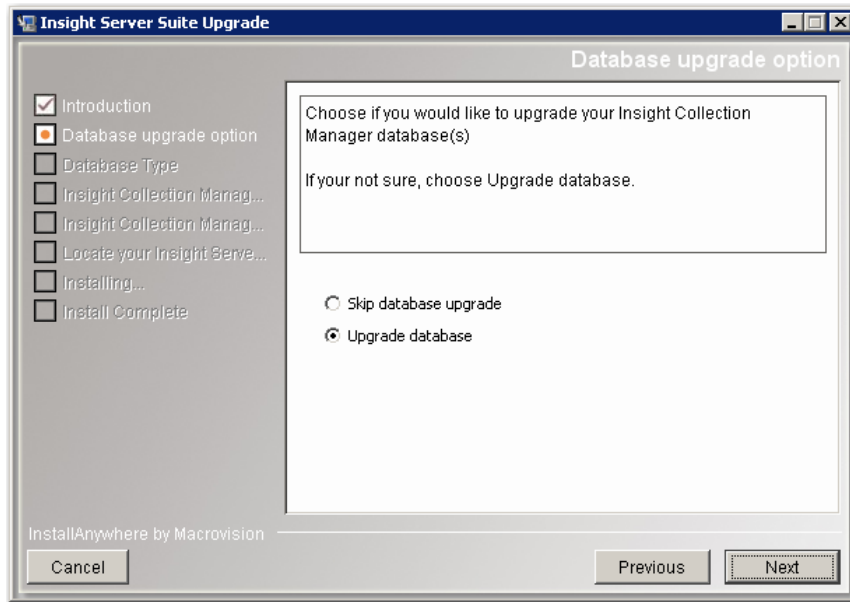 Insight Server Suite Upgrade
Database upgrade option
Introduction
Database upgrade option
Database Type
Insight Collection Manag...
Insight Collection Manag...
Locate your Insight Serve...
Installing...
Install Complete
Choose if you would like to upgrade your Insight Collection
Manager database(s)
If your not sure, choose Upgrade database.
Skip database upgrade
Upgrade database
InstallAnywhere by Macrovision
Cancel
Previous
Next